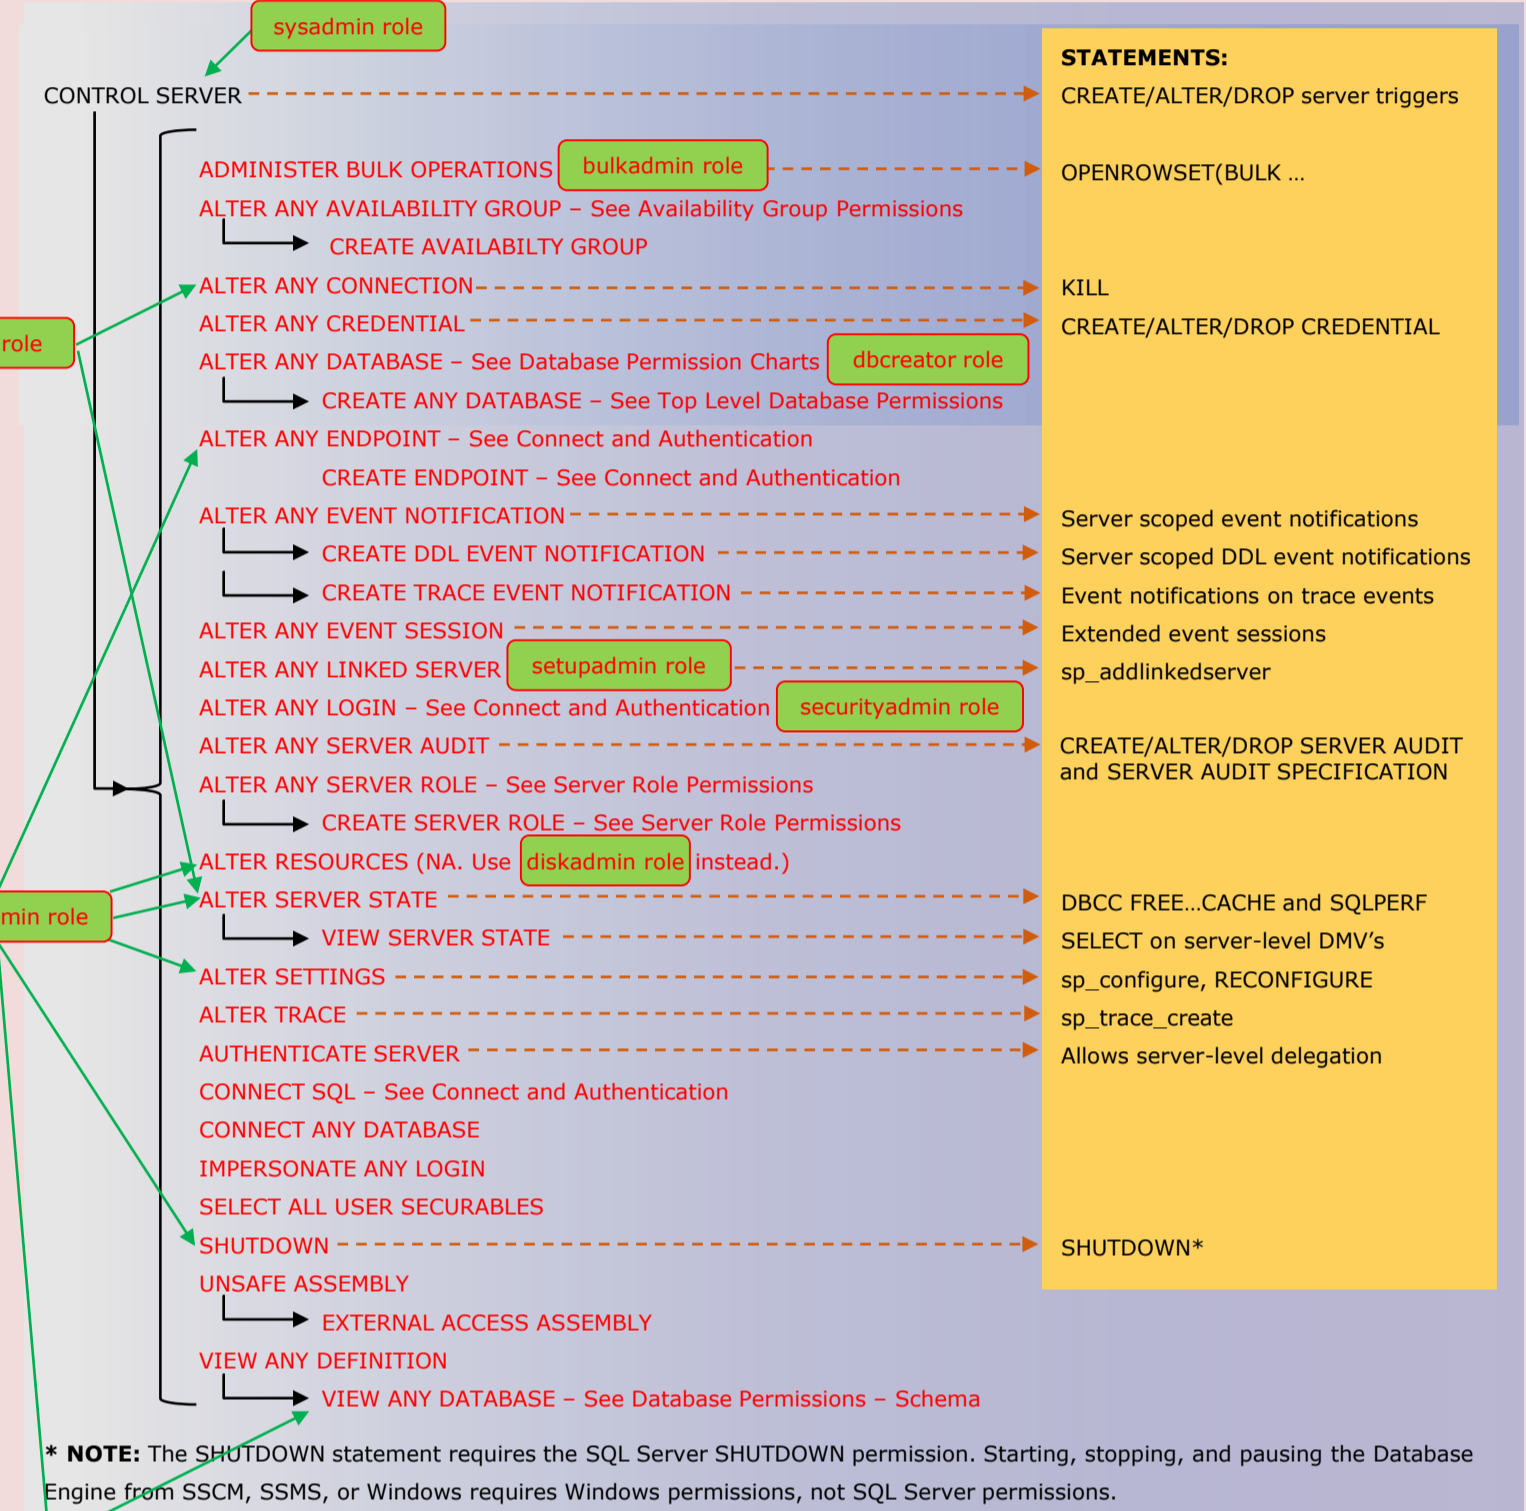 sysadmin role
STATEMENTS:
CONTROL SERVER
CREATE/ALTER/DROP server triggers
ADMINISTER BULK OPERATIONS bulkadmin role
OPENROWSET(BULK …
ALTER ANY AVAILABILITY GROUP – See Availability Group Permissions
CREATE AVAILABILTY GROUP
ALTER ANY CONNECTION
KILL
ALTER ANY CREDENTIAL
CREATE/ALTER/DROP CREDENTIAL
role
ALTER ANY DATABASE – See Database Permission Charts dbcreator role
CREATE ANY DATABASE – See Top Level Database Permissions
ALTER ANY ENDPOINT – See Connect and Authentication
CREATE ENDPOINT – See Connect and Authentication
ALTER ANY EVENT NOTIFICATION
Server scoped event notifications
CREATE DDL EVENT NOTIFICATION
Server scoped DDL event notifications
CREATE TRACE EVENT NOTIFICATION
Event notifications on trace events
ALTER ANY EVENT SESSION
Extended event sessions
ALTER ANY LINKED SERVER setupadmin role
sp_addlinkedserver
ALTER ANY LOGIN – See Connect and Authentication securityadmin role
ALTER ANY SERVER AUDIT
CREATE/ALTER/DROP SERVER AUDIT
and SERVER AUDIT SPECIFICATION
ALTER ANY SERVER ROLE – See Server Role Permissions
CREATE SERVER ROLE – See Server Role Permissions
ALTER RESOURCES (NA. Use diskadmin role instead.)
min role
ALTER SERVER STATE
DBCC FREE…CACHE and SQLPERF
VIEW SERVER STATE
SELECT on server-level DMV’s
ALTER SETTINGS
sp_configure, RECONFIGURE
ALTER TRACE
sp_trace_create
AUTHENTICATE SERVER
Allows server-level delegation
CONNECT SQL – See Connect and Authentication
CONNECT ANY DATABASE
IMPERSONATE ANY LOGIN
SELECT ALL USER SECURABLES
SHUTDOWN
SHUTDOWN*
UNSAFE ASSEMBLY
EXTERNAL ACCESS ASSEMBLY
VIEW ANY DEFINITION
VIEW ANY DATABASE – See Database Permissions – Schema
* NOTE: The SHUTDOWN statement requires the SQL Server SHUTDOWN permission. Starting, stopping, and pausing the Database
Engine from SSCM, SSMS, or Windows requires Windows permissions, not SQL Server permissions.